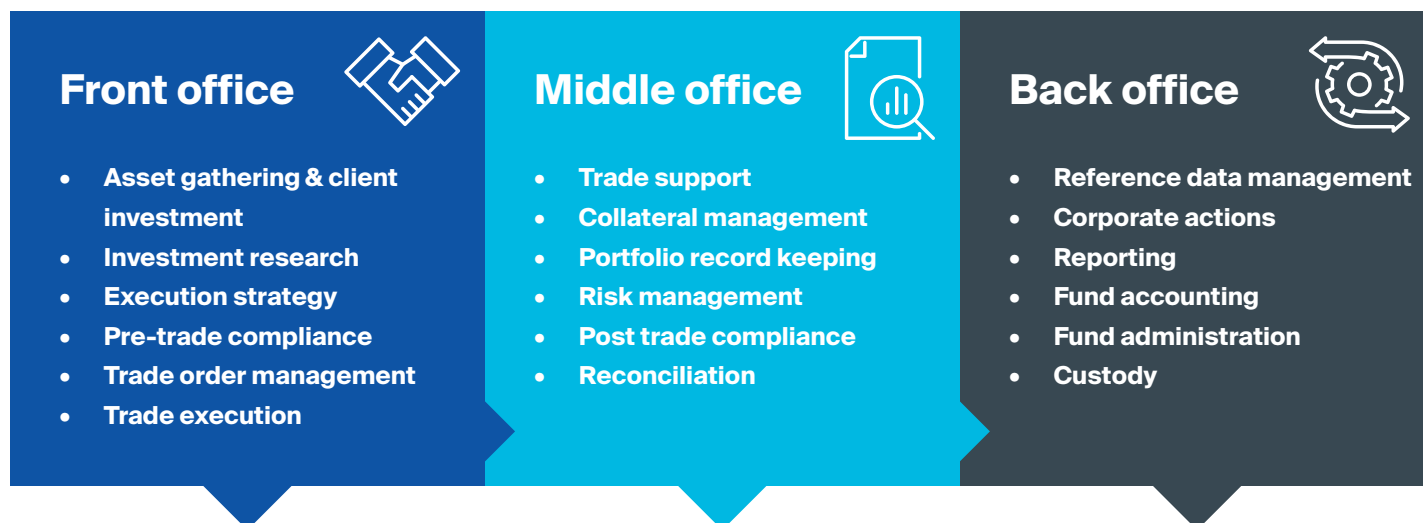 Front office
• Asset gathering & client
investment
• Investment research
• Execution strategy
• Pre-trade compliance
• Trade order management
• Trade execution
Middle office
• Trade support
• Collateral management
• Portfolio record keeping
• Risk management
• Post trade compliance
• Reconciliation
Back office
• Reference data management
• Corporate actions
• Reporting
• Fund accounting
• Fund administration
• Custody